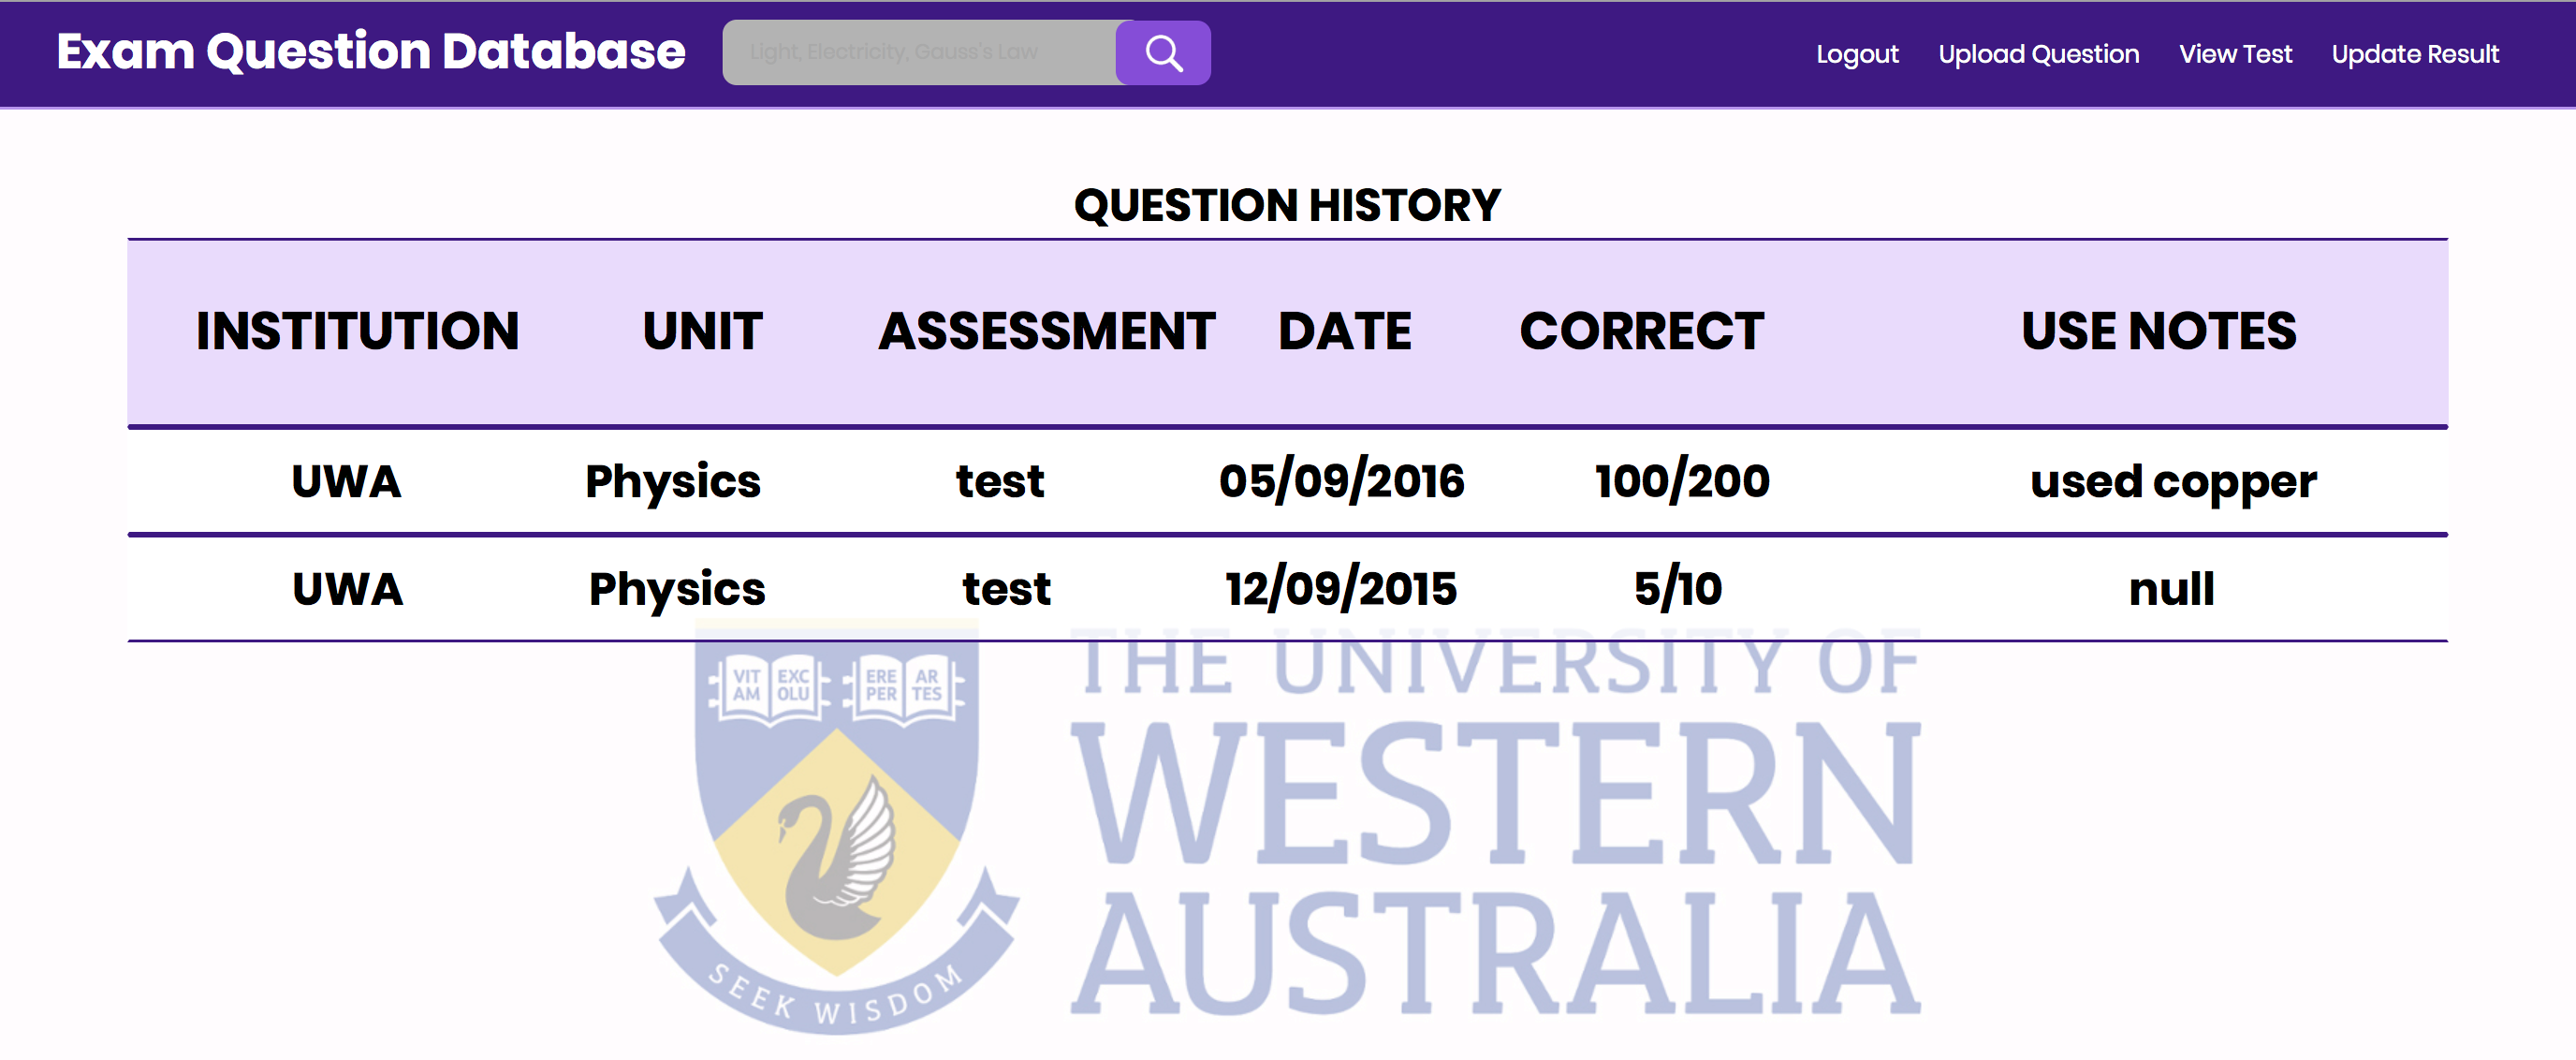 Exam Question Database Light, Electricity, Gauss's Law Logout Upload Question View Test Update Result
QUESTION HISTORY
INSTITUTION UNIT ASSESSMENT DATE CORRECT USE NOTES
UWA Physics test 05/09/2016 100/200 used copper
UWA Physics test 12/09/2015 5/10 null
VIT AM EXC OLU ERE PER AR TES
SEEK WISDOM
THE UNIVERSITY OF
WESTERN
AUSTRALIA